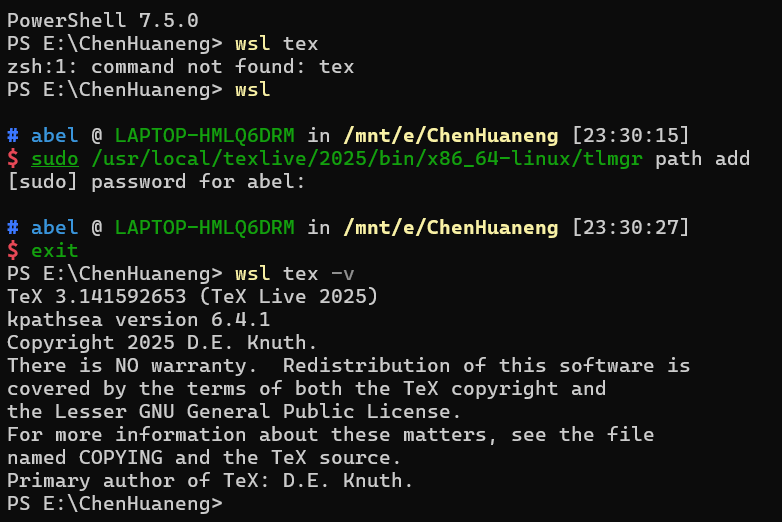 PowerShell 7.5.0
PS E:\ChenHuaneng> wsl tex
zsh:1: command not found: tex
PS E:\ChenHuaneng> wsl
# abel @ LAPTOP-HMLQ6DRM in /mnt/e/ChenHuaneng [23:30:15]
$ sudo /usr/local/texlive/2025/bin/x86_64-linux/tlmgr path add
[sudo] password for abel:
# abel @ LAPTOP-HMLQ6DRM in /mnt/e/ChenHuaneng [23:30:27]
$ exit
PS E:\ChenHuaneng> wsl tex -v
TeX 3.141592653 (TeX Live 2025)
kpathsea version 6.4.1
Copyright 2025 D.E. Knuth.
There is NO warranty.  Redistribution of this software is
covered by the terms of both the TeX copyright and
the Lesser GNU General Public License.
For more information about these matters, see the file
named COPYING and the TeX source.
Primary author of TeX: D.E. Knuth.
PS E:\ChenHuaneng>